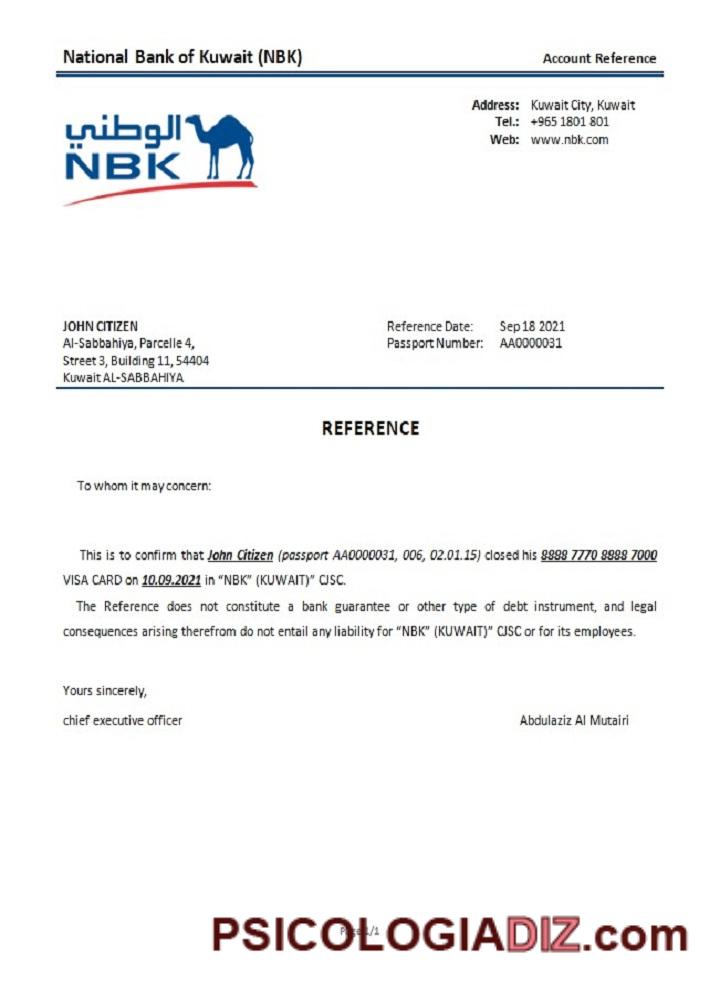 National Bank of Kuwait (NBK)
Account Reference
Address: Kuwait City, Kuwait
Tel.: +965 1801 801
Web: www.nbk.com
الوطني
NBK
JOHN CITIZEN
Al-Sabbahiya, Parcelle 4,
Street 3, Building 11, 54404
Kuwait AL-SABBAHIYA
Reference Date: Sep 18 2021
Passport Number: AA0000031
REFERENCE
To whom it may concern:
This is to confirm that John Citizen (passport AA0000031, 006, 02.01.15) closed his 8888 7770 8888 7000
VISA CARD on 10.09.2021 in “NBK” (KUWAIT)” CJSC.
The Reference does not constitute a bank guarantee or other type of debt instrument, and legal
consequences arising therefrom do not entail any liability for “NBK” (KUWAIT)” CJSC or for its employees.
Yours sincerely,
chief executive officer
Abdulaziz Al Mutairi
Page 1/1
PSICOLOGIADIZ.com